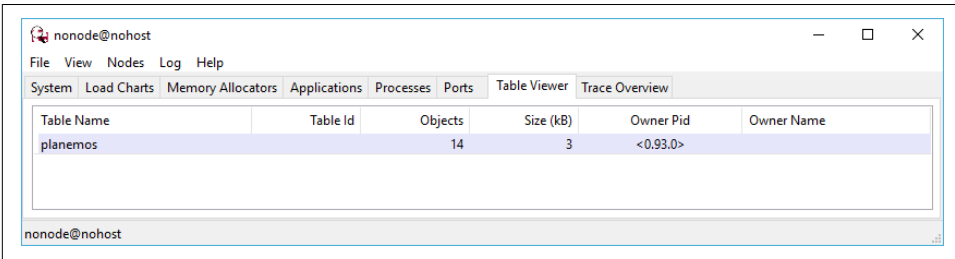 nonode@nohost
File View Nodes Log Help
System Load Charts Memory Allocators Applications Processes Ports Table Viewer Trace Overview
Table Name Table Id Objects Size (kB) Owner Pid Owner Name
planemos 14 3 <0.93.0>
nonode@nohost